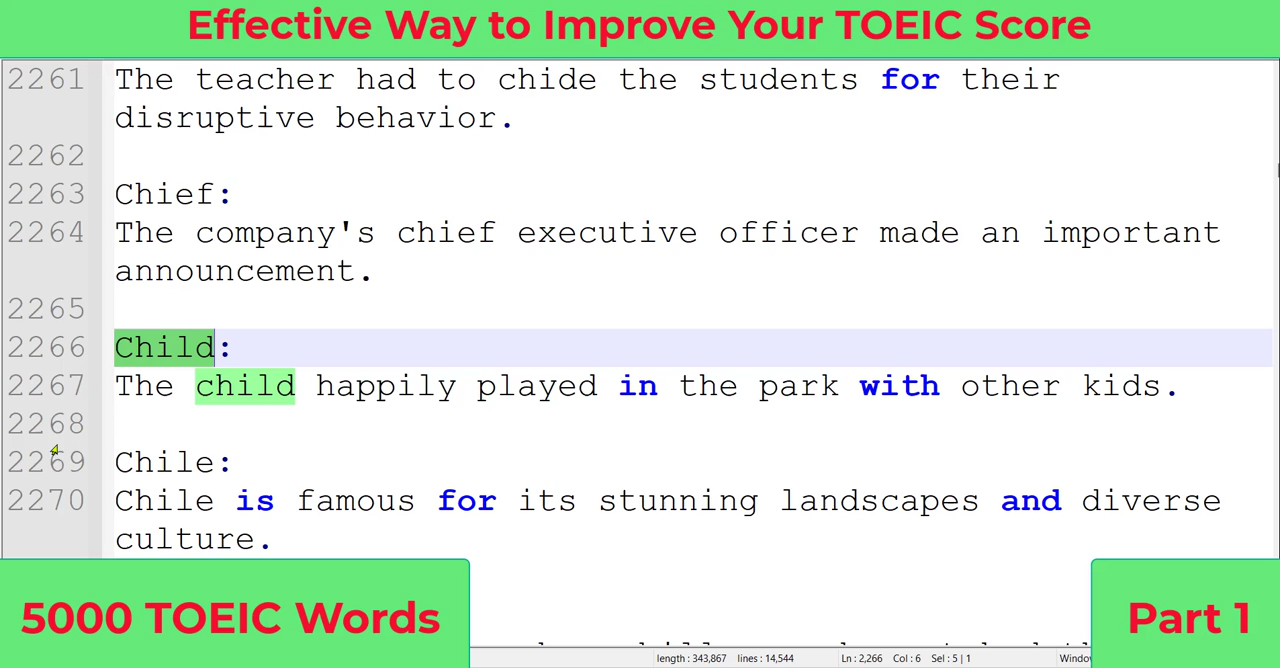 Effective Way to Improve Your TOEIC Score
2261 The teacher had to chide the students for their
disruptive behavior.
2262
2263 Chief:
2264 The company's chief executive officer made an important
announcement.
2265
2266 Child:
2267 The child happily played in the park with other kids.
2268
2269 Chile:
2270 Chile is famous for its stunning landscapes and diverse
culture.
5000 TOEIC Words
Part 1
length : 343,867 lines : 14,544 Ln : 2,266 Col : 6 Sel : 5 | 1